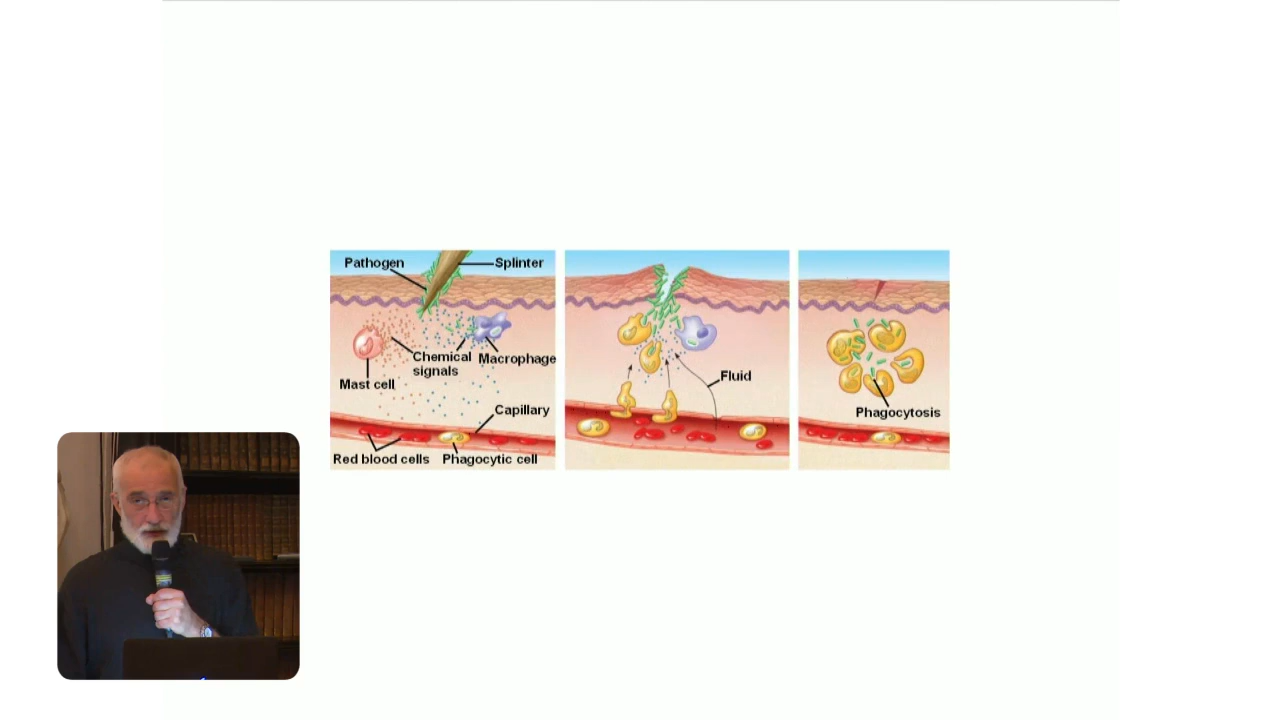 Pathogen
Splinter
Chemical
signals
Macrophage
Mast cell
Capillary
Red blood cells
Phagocytic cell
Fluid
Phagocytosis